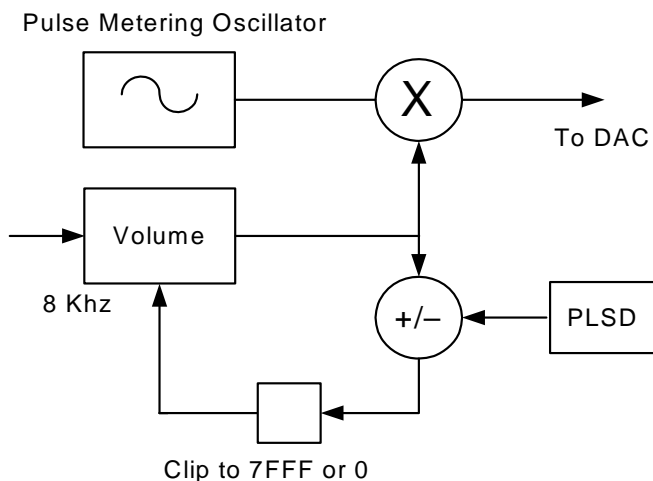 Pulse Metering Oscillator
X
To DAC
Volume
8 Khz
+/–
PLSD
Clip to 7FFF or 0